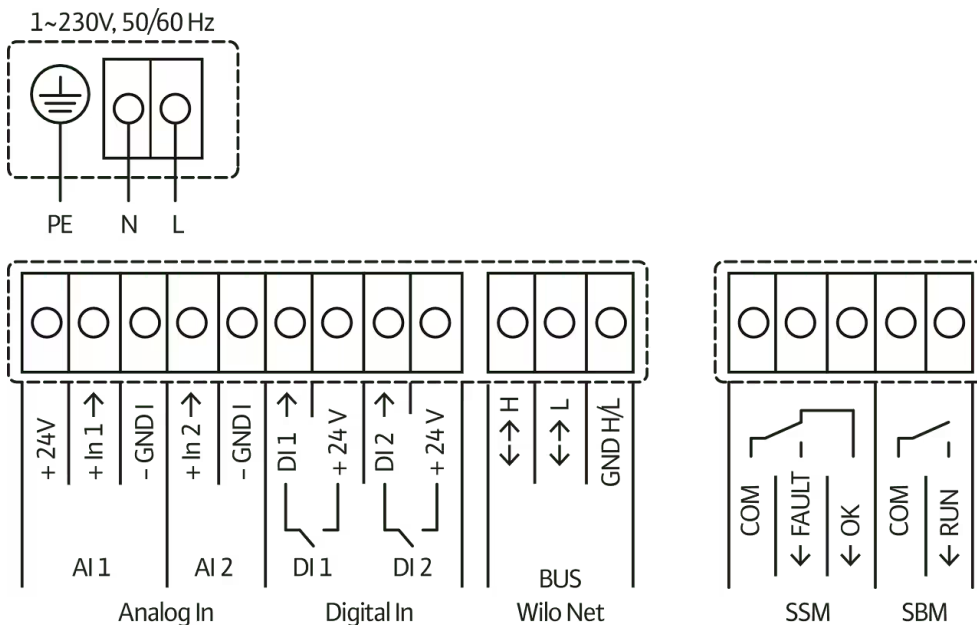 1~230V, 50/60 Hz
PE N L
+ 24V
+ In 1 →
- GND I
+ In 2 →
- GND I
DI 1 →
+ 24 V
DI 2 →
+ 24 V
↔ H
↔ L
GND H/L
COM
← FAULT
← OK
COM
← RUN
AI 1 AI 2 DI 1 DI 2 BUS
Analog In Digital In Wilo Net SSM SBM